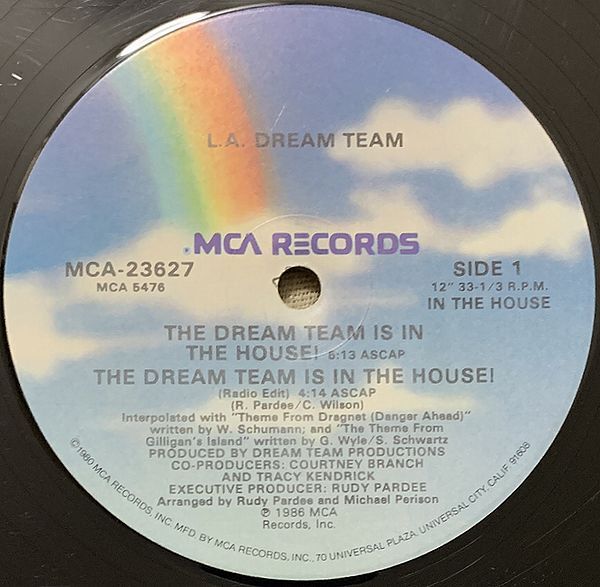 L.A. DREAM TEAM
MCA RECORDS
MCA-23627
MCA 5476
SIDE 1
12" 33-1/3 R.P.M.
IN THE HOUSE
THE DREAM TEAM IS IN
THE HOUSE! 6:13 ASCAP
THE DREAM TEAM IS IN THE HOUSE!
(Radio Edit) 4:14 ASCAP
(R. Pardee/C. Wilson)
Interpolated with "Theme From Dragnet (Danger Ahead)"
written by W. Schumann; and "The Theme From
Gilligan's Island" written by G. Wyle/S. Schwartz
PRODUCED BY DREAM TEAM PRODUCTIONS
CO-PRODUCERS: COURTNEY BRANCH
AND TRACY KENDRICK
EXECUTIVE PRODUCER: RUDY PARDEE
Arranged by Rudy Pardee and Michael Perison
℗ 1986 MCA
Records, Inc.
©1980 MCA RECORDS, INC. MFD. BY MCA RECORDS, INC., 70 UNIVERSAL PLAZA, UNIVERSAL CITY, CALIF. 91608